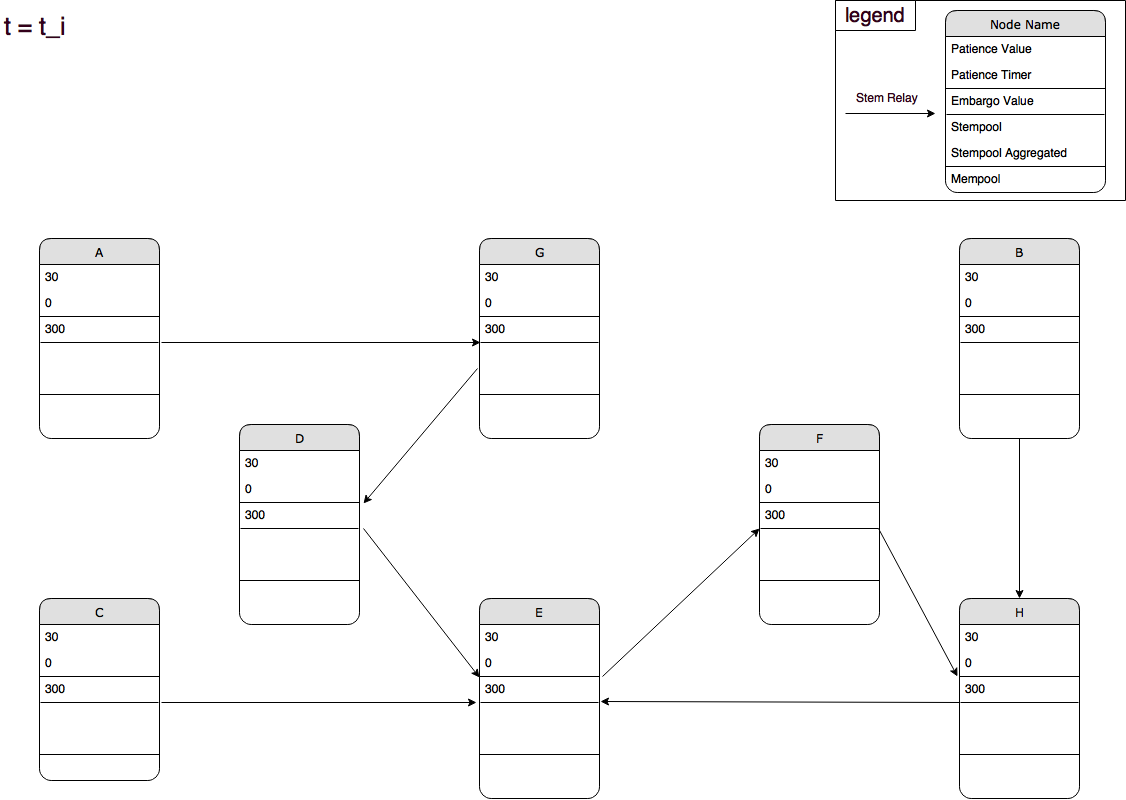 t = t_i
legend
Stem Relay
Node Name
Patience Value
Patience Timer
Embargo Value
Stempool
Stempool Aggregated
Mempool
A
30
0
300
G
30
0
300
B
30
0
300
D
30
0
300
F
30
0
300
C
30
0
300
E
30
0
300
H
30
0
300